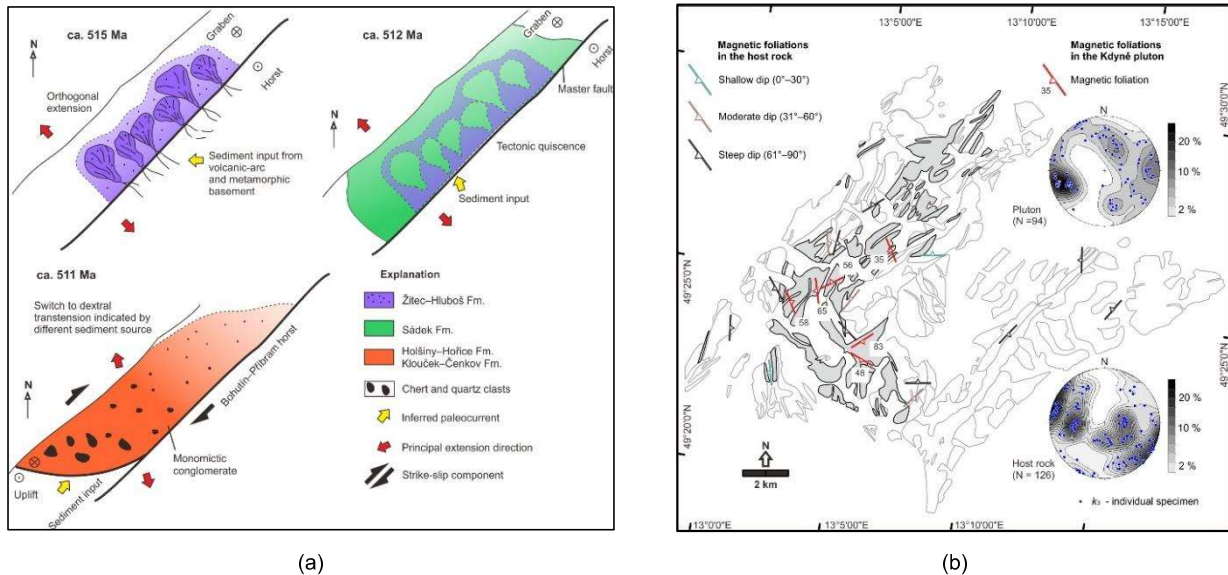 ca. 515 Ma
N
Graben
Horst
Orthogonal
extension
Sediment input from
volcanic-arc
and metamorphic
basement
ca. 512 Ma
Graben
Horst
Master fault
N
Tectonic quiscence
Sediment input
ca. 511 Ma
Switch to dextral
transtension indicated by
different sediment source
N
Bohutín–Příbram horst
Monomictic
conglomerate
Uplift
Sediment input
Explanation
Žitec–Hluboš Fm.
Sádek Fm.
Holšiny–Hořice Fm.
Klouček–Čenkov Fm.
Chert and quartz clasts
Inferred paleocurrent
Principal extension direction
Strike-slip component
(a)
13°5'0"E
13°10'0"E
13°15'0"E
Magnetic foliations
in the host rock
Shallow dip (0°–30°)
Moderate dip (31°–60°)
Steep dip (61°–90°)
Magnetic foliations
in the Kdyně pluton
35
Magnetic foliation
49°30'0"N
N
20 %
10 %
2 %
Pluton
(N =94)
49°25'0"N
56
35
65
58
83
48
49°25'0"N
N
20 %
10 %
2 %
Host rock
(N = 126)
49°20'0"N
N
2 km
k₃ - individual specimen
13°0'0"E
13°5'0"E
13°10'0"E
(b)